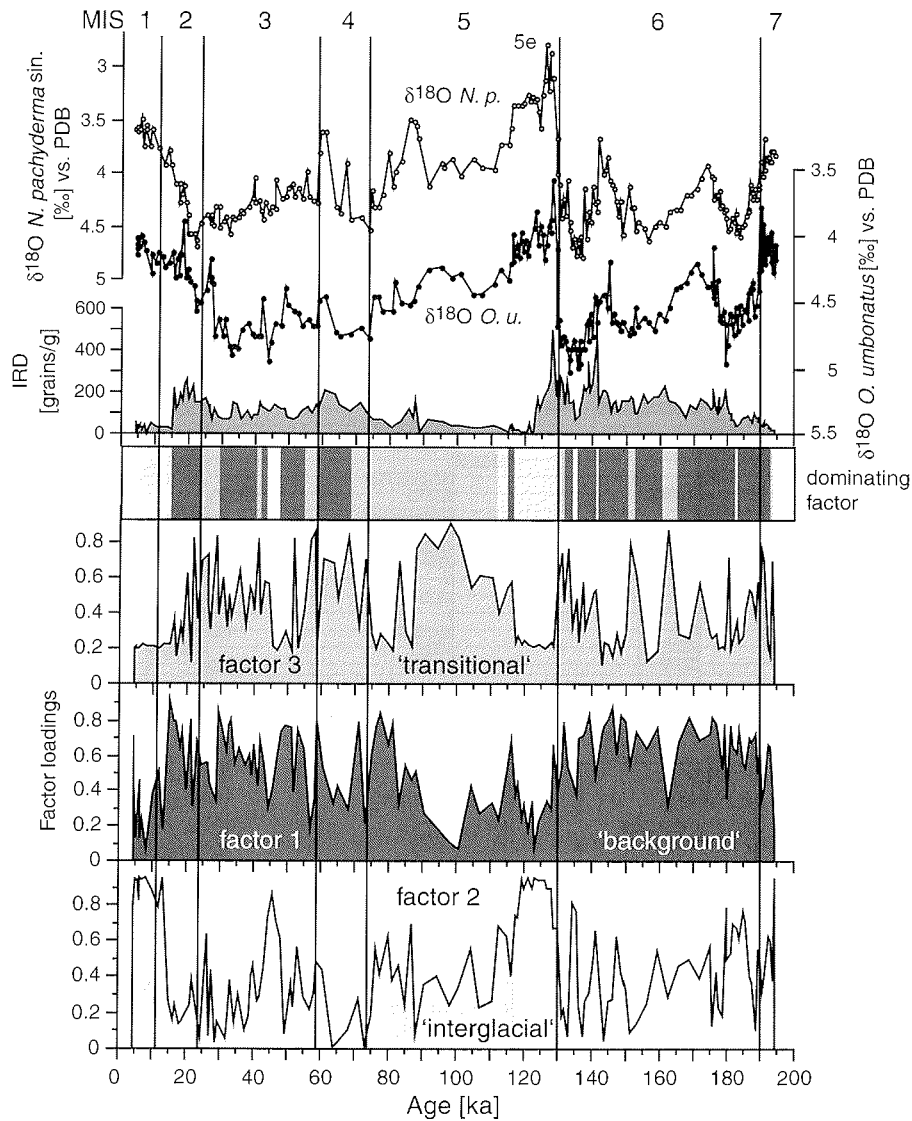 MIS 1 2 3 4 5 6 7
5e
3
3.5
4
4.5
5
δ18O N. pachyderma sin.
[‰] vs. PDB
δ18O N. p.
δ18O O. u.
3.5
4
4.5
5
5.5
δ18O O. umbonatus [‰] vs. PDB
600
400
200
0
IRD
[grains/g]
dominating
factor
0.8
0.6
0.4
0.2
0
factor 3
'transitional'
Factor loadings
0.8
0.6
0.4
0.2
0
factor 1
'background'
0.8
0.6
0.4
0.2
0
factor 2
'interglacial'
0 20 40 60 80 100 120 140 160 180 200
Age [ka]